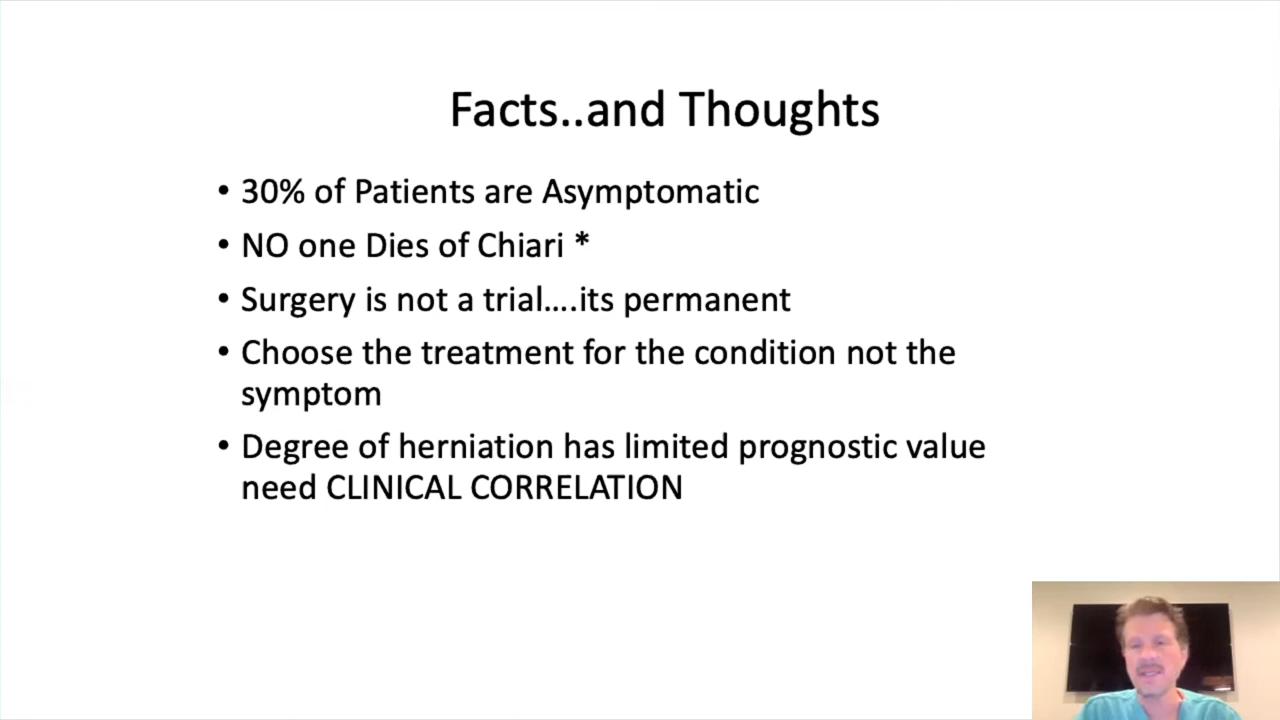 Facts..and Thoughts
• 30% of Patients are Asymptomatic
• NO one Dies of Chiari *
• Surgery is not a trial....its permanent
• Choose the treatment for the condition not the
symptom
• Degree of herniation has limited prognostic value
need CLINICAL CORRELATION